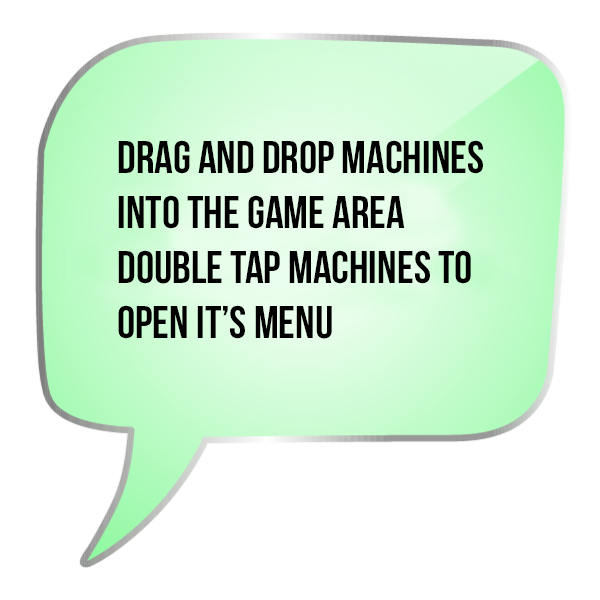 DRAG AND DROP MACHINES
INTO THE GAME AREA
DOUBLE TAP MACHINES TO
OPEN IT’S MENU